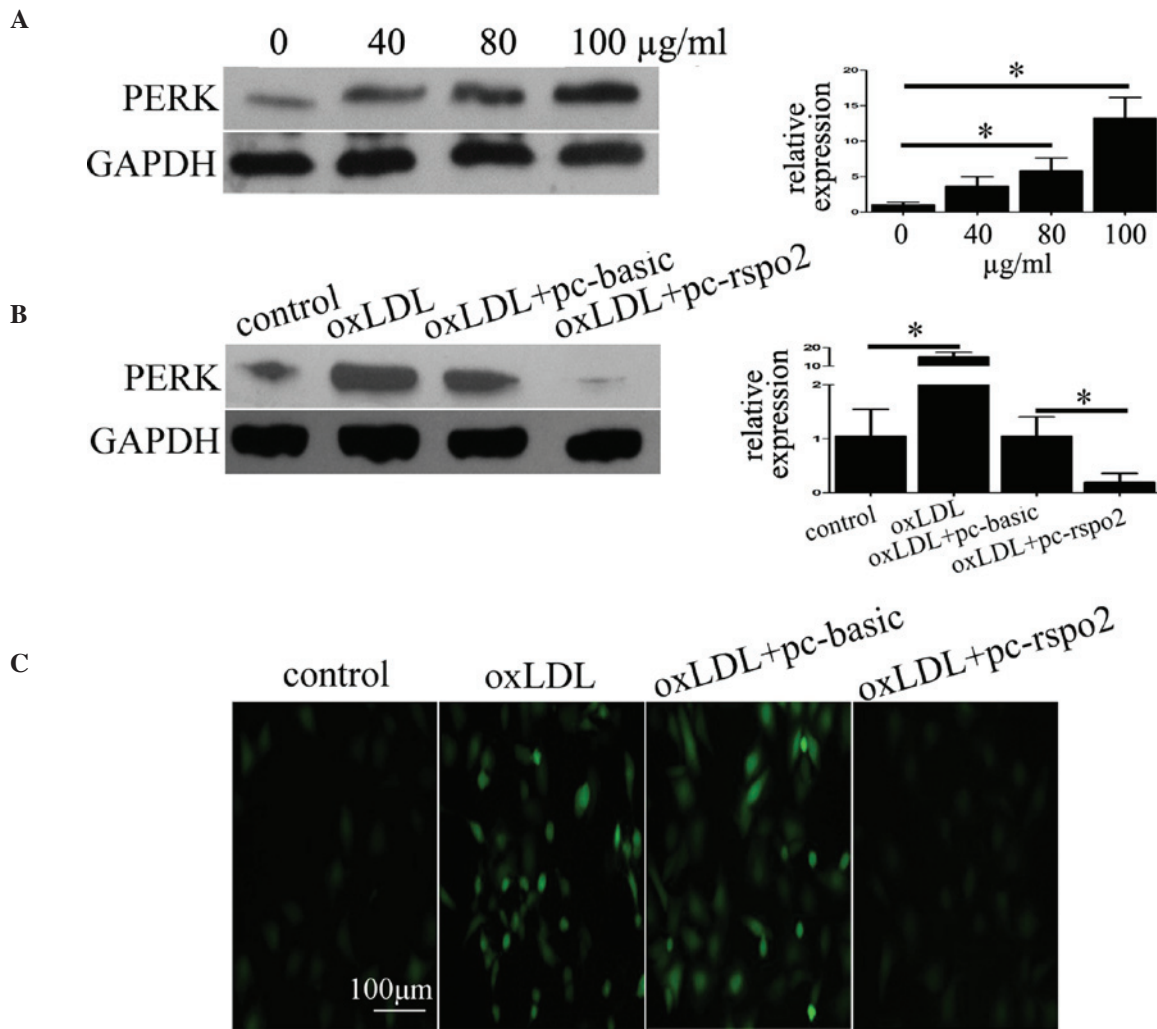 A
0 40 80 100 µg/ml
PERK
GAPDH
relative expression
20
15
10
5
0
*
*
0 40 80 100
µg/ml
B
control oxLDL oxLDL+pc-basic oxLDL+pc-rspo2
PERK
GAPDH
relative expression
20
10
2
1
0
*
*
control oxLDL oxLDL+pc-basic oxLDL+pc-rspo2
C
control oxLDL oxLDL+pc-basic oxLDL+pc-rspo2
100µm